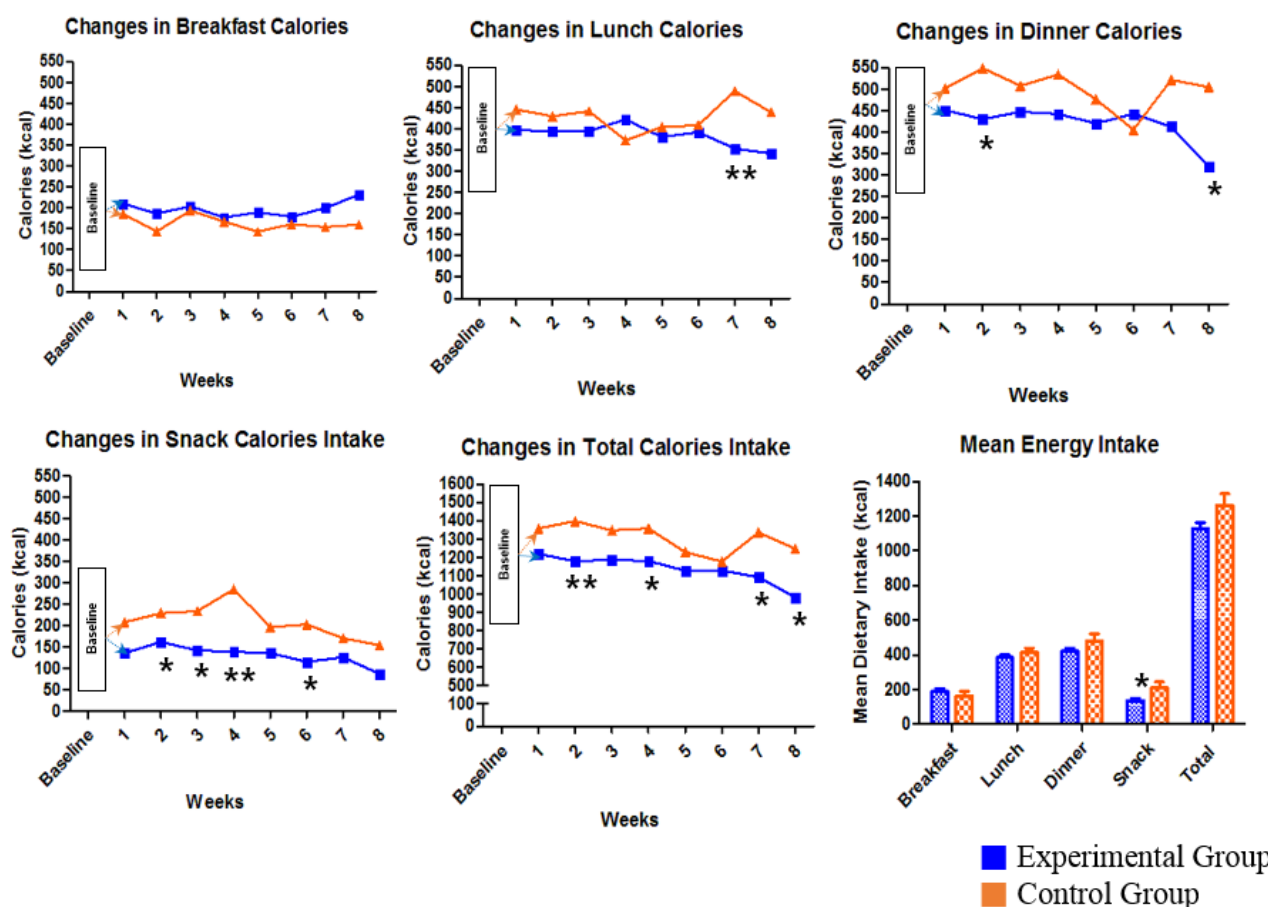 Changes in Breakfast Calories
Calories (kcal)
550
500
450
400
350
300
250
200
150
100
50
0
Baseline
Baseline 1 2 3 4 5 6 7 8
Weeks
Changes in Lunch Calories
Calories (kcal)
550
500
450
400
350
300
250
200
150
100
50
0
Baseline
**
Baseline 1 2 3 4 5 6 7 8
Weeks
Changes in Dinner Calories
Calories (kcal)
550
500
450
400
350
300
250
200
150
100
50
0
Baseline
*
*
Baseline 1 2 3 4 5 6 7 8
Weeks
Changes in Snack Calories Intake
Calories (kcal)
550
500
450
400
350
300
250
200
150
100
50
0
Baseline
* * ** *
Baseline 1 2 3 4 5 6 7 8
Weeks
Changes in Total Calories Intake
Calories (kcal)
1600
1500
1400
1300
1200
1100
1000
900
800
700
600
500
100
0
Baseline
** * * *
Baseline 1 2 3 4 5 6 7 8
Weeks
Mean Energy Intake
Mean Dietary Intake (kcal)
1400
1200
1000
800
600
400
200
0
*
Breakfast Lunch Dinner Snack Total
Experimental Group
Control Group